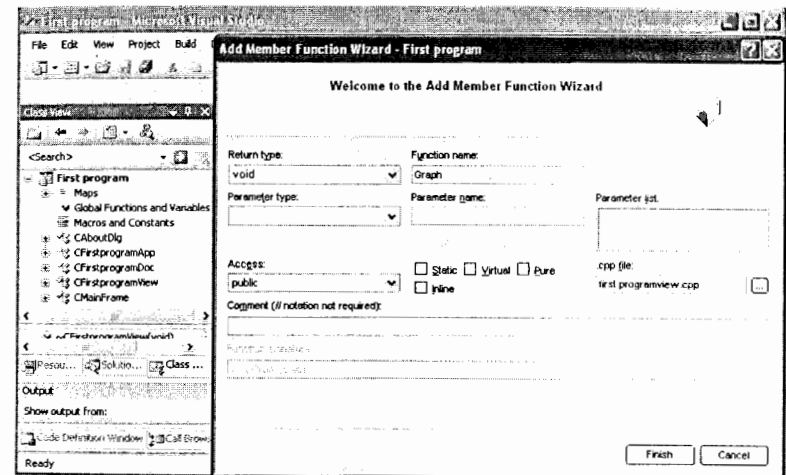 First program - Microsoft Visual Studio
File Edit View Project Build
Add Member Function Wizard - First program
Welcome to the Add Member Function Wizard
Class View
<Search>
First program
Maps
Global Functions and Variables
Macros and Constants
CAboutDlg
CFirstprogramApp
CFirstprogramDoc
CFirstprogramView
CMainFrame
Resou... Solutio... Class ...
Output
Show output from:
Code Definition Window Call Brows
Ready
Return type:
void
Function name:
Graph
Parameter type:
Parameter name:
Parameter list:
Access:
public
Static Virtual Pure
Inline
.cpp file:
first programview.cpp
...
Comment (// notation not required):
Finish Cancel